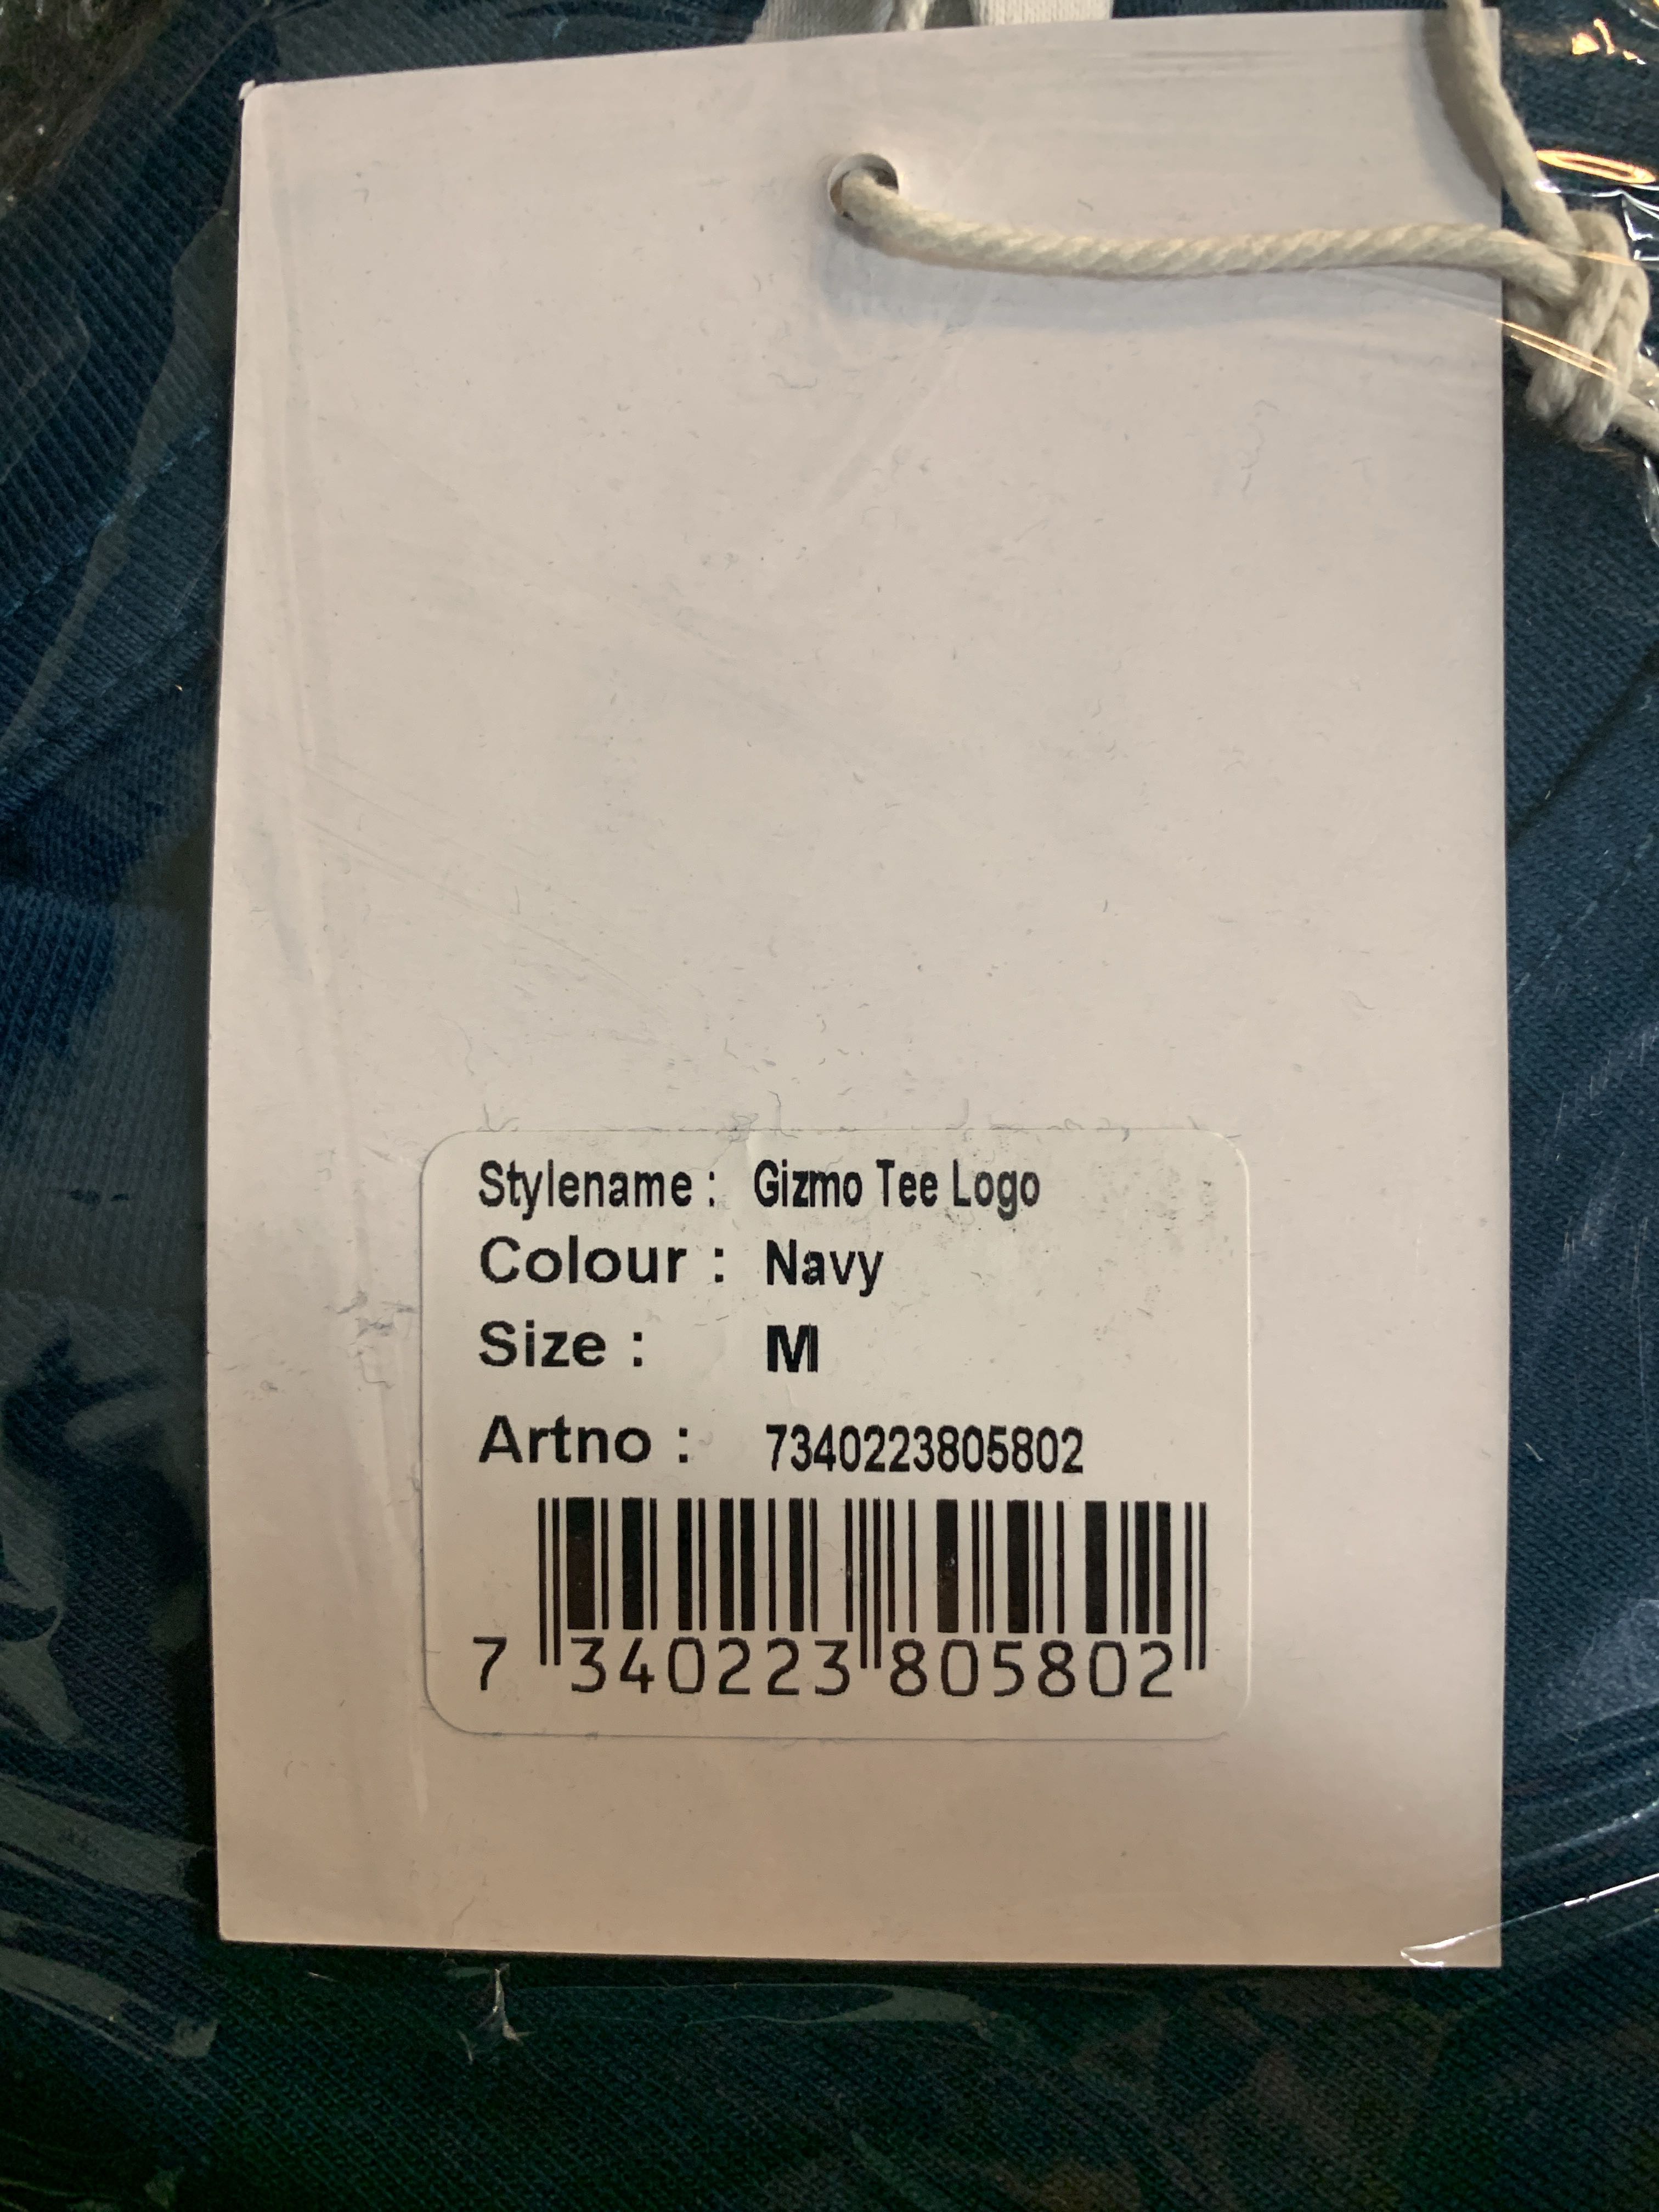 Stylename : Gizmo Tee Logo
Colour : Navy
Size : M
Artno : 7340223805802
7 340223 805802